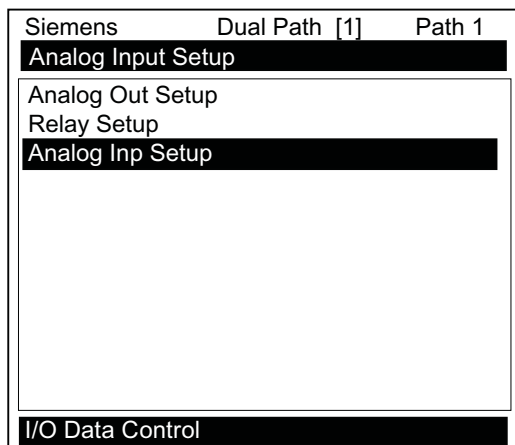 Siemens Dual Path [1] Path 1
Analog Input Setup
Analog Out Setup
Relay Setup
Analog Inp Setup
I/O Data Control